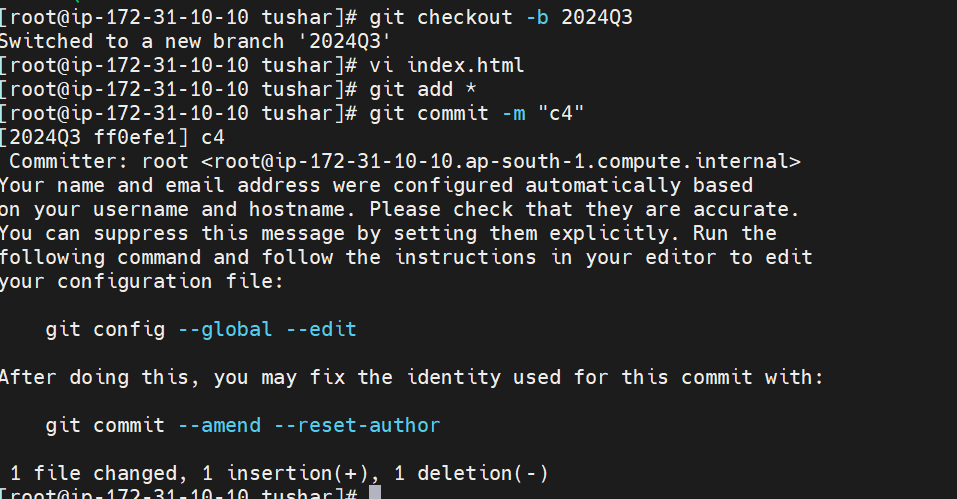 [root@ip-172-31-10-10 tushar]# git checkout -b 2024Q3
Switched to a new branch '2024Q3'
[root@ip-172-31-10-10 tushar]# vi index.html
[root@ip-172-31-10-10 tushar]# git add *
[root@ip-172-31-10-10 tushar]# git commit -m "c4"
[2024Q3 ff0efe1] c4
 Committer: root <root@ip-172-31-10-10.ap-south-1.compute.internal>
Your name and email address were configured automatically based
on your username and hostname. Please check that they are accurate.
You can suppress this message by setting them explicitly. Run the
following command and follow the instructions in your editor to edit
your configuration file:

    git config --global --edit

After doing this, you may fix the identity used for this commit with:

    git commit --amend --reset-author

 1 file changed, 1 insertion(+), 1 deletion(-)
[root@ip-172-31-10-10 tushar]#